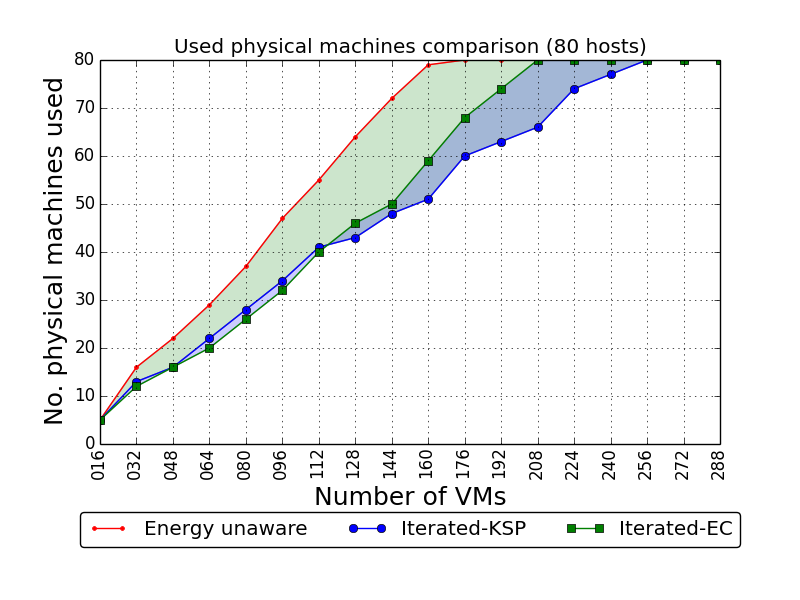 Used physical machines comparison (80 hosts)
No. physical machines used
80
70
60
50
40
30
20
10
0
016 032 048 064 080 096 112 128 144 160 176 192 208 224 240 256 272 288
Number of VMs
Energy unaware Iterated-KSP Iterated-EC